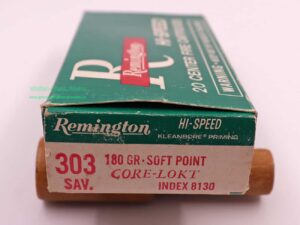 R
Remington
HI-SPEED
20 CENTER FIRE CARTRIDGES
WARNING
Remington HI-SPEED
KLEANBORE PRIMING
303 180 GR. SOFT POINT
SAV. CORE-LOKT
INDEX 8130